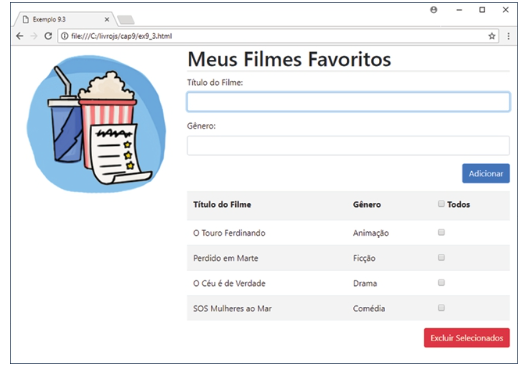 Exemplo 9.3
file:///C:/livrojs/cap9/ex9_3.html
Meus Filmes Favoritos
Título do Filme:
Gênero:
Adicionar
Título do Filme Gênero Todos
O Touro Ferdinando Animação
Perdido em Marte Ficção
O Céu é de Verdade Drama
SOS Mulheres ao Mar Comédia
Excluir Selecionados